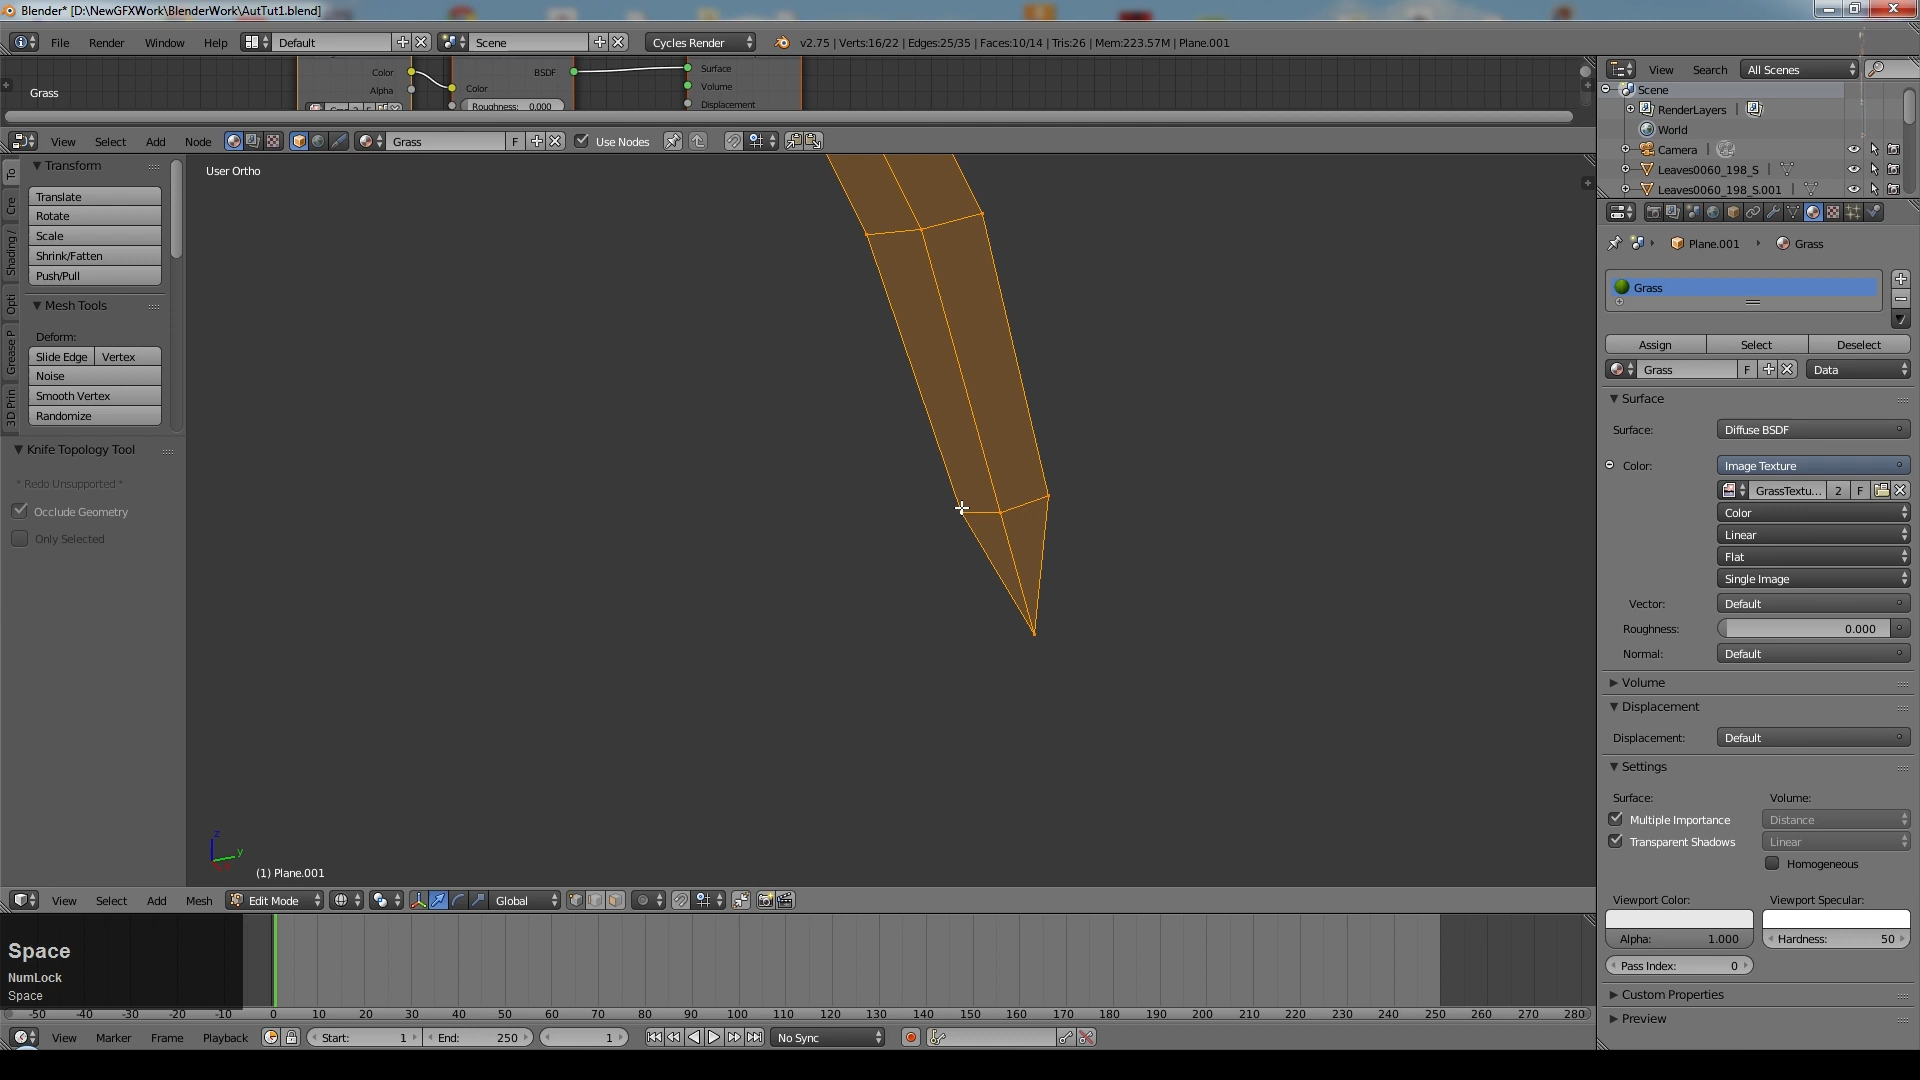 Blender* [D:\NewGFXWork\BlenderWork\AutTut1.blend]
File Render Window Help Default Scene Cycles Render v2.75 | Verts:16/22 | Edges:25/35 | Faces:10/14 | Tris:26 | Mem:223.57M | Plane.001
Color BSDF Surface
Alpha Color Volume
Grass Roughness: 0.000 Displacement
View Select Add Node Grass F Use Nodes
View Search All Scenes
Scene
RenderLayers
World
Camera
Leaves0060_198_S
Leaves0060_198_S.001
To
Cre
Shading /
Opti
Grease P
3D Prin
Transform
Translate
Rotate
Scale
Shrink/Fatten
Push/Pull
Mesh Tools
Deform:
Slide Edge Vertex
Noise
Smooth Vertex
Randomize
Knife Topology Tool
* Redo Unsupported *
Occlude Geometry
Only Selected
User Ortho
z
y
(1) Plane.001
Plane.001 Grass
Grass
Assign Select Deselect
Grass F Data
Surface
Surface: Diffuse BSDF
Color: Image Texture
GrassTextu... 2 F
Color
Linear
Flat
Single Image
Vector: Default
Roughness: 0.000
Normal: Default
Volume
Displacement
Displacement: Default
Settings
Surface: Volume:
Multiple Importance Distance
Transparent Shadows Linear
Homogeneous
Viewport Color: Viewport Specular:
Alpha: 1.000 Hardness: 50
Pass Index: 0
Custom Properties
Preview
View Select Add Mesh Edit Mode Global
Space
NumLock
Space
-50 -40 -30 -20 -10 0 10 20 30 40 50 60 70 80 90 100 110 120 130 140 150 160 170 180 190 200 210 220 230 240 250 260 270 280
View Marker Frame Playback Start: 1 End: 250 1 No Sync